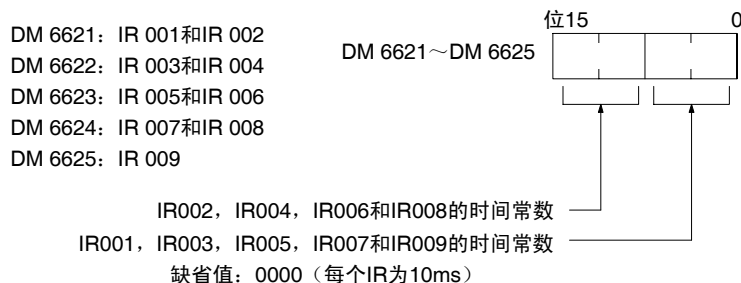 DM 6621：IR 001和IR 002
DM 6622：IR 003和IR 004
DM 6623：IR 005和IR 006
DM 6624：IR 007和IR 008
DM 6625：IR 009
位15 0
DM 6621～DM 6625
IR002，IR004，IR006和IR008的时间常数
IR001，IR003，IR005，IR007和IR009的时间常数
缺省值：0000（每个IR为10ms）